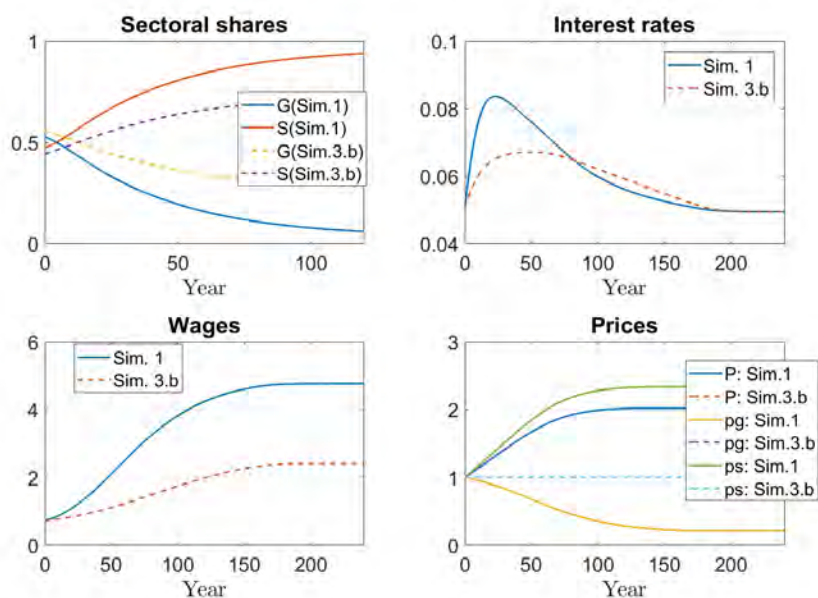 Sectoral shares
1
0.5
0
0
50
100
Year
G(Sim.1)
S(Sim.1)
G(Sim.3.b)
S(Sim.3.b)
Interest rates
0.1
0.08
0.06
0.04
0
50
100
150
200
Year
Sim. 1
Sim. 3.b
Wages
6
4
2
0
0
50
100
150
200
Year
Sim. 1
Sim. 3.b
Prices
3
2
1
0
0
50
100
150
200
Year
P: Sim.1
P: Sim.3.b
pg: Sim.1
pg: Sim.3.b
ps: Sim.1
ps: Sim.3.b